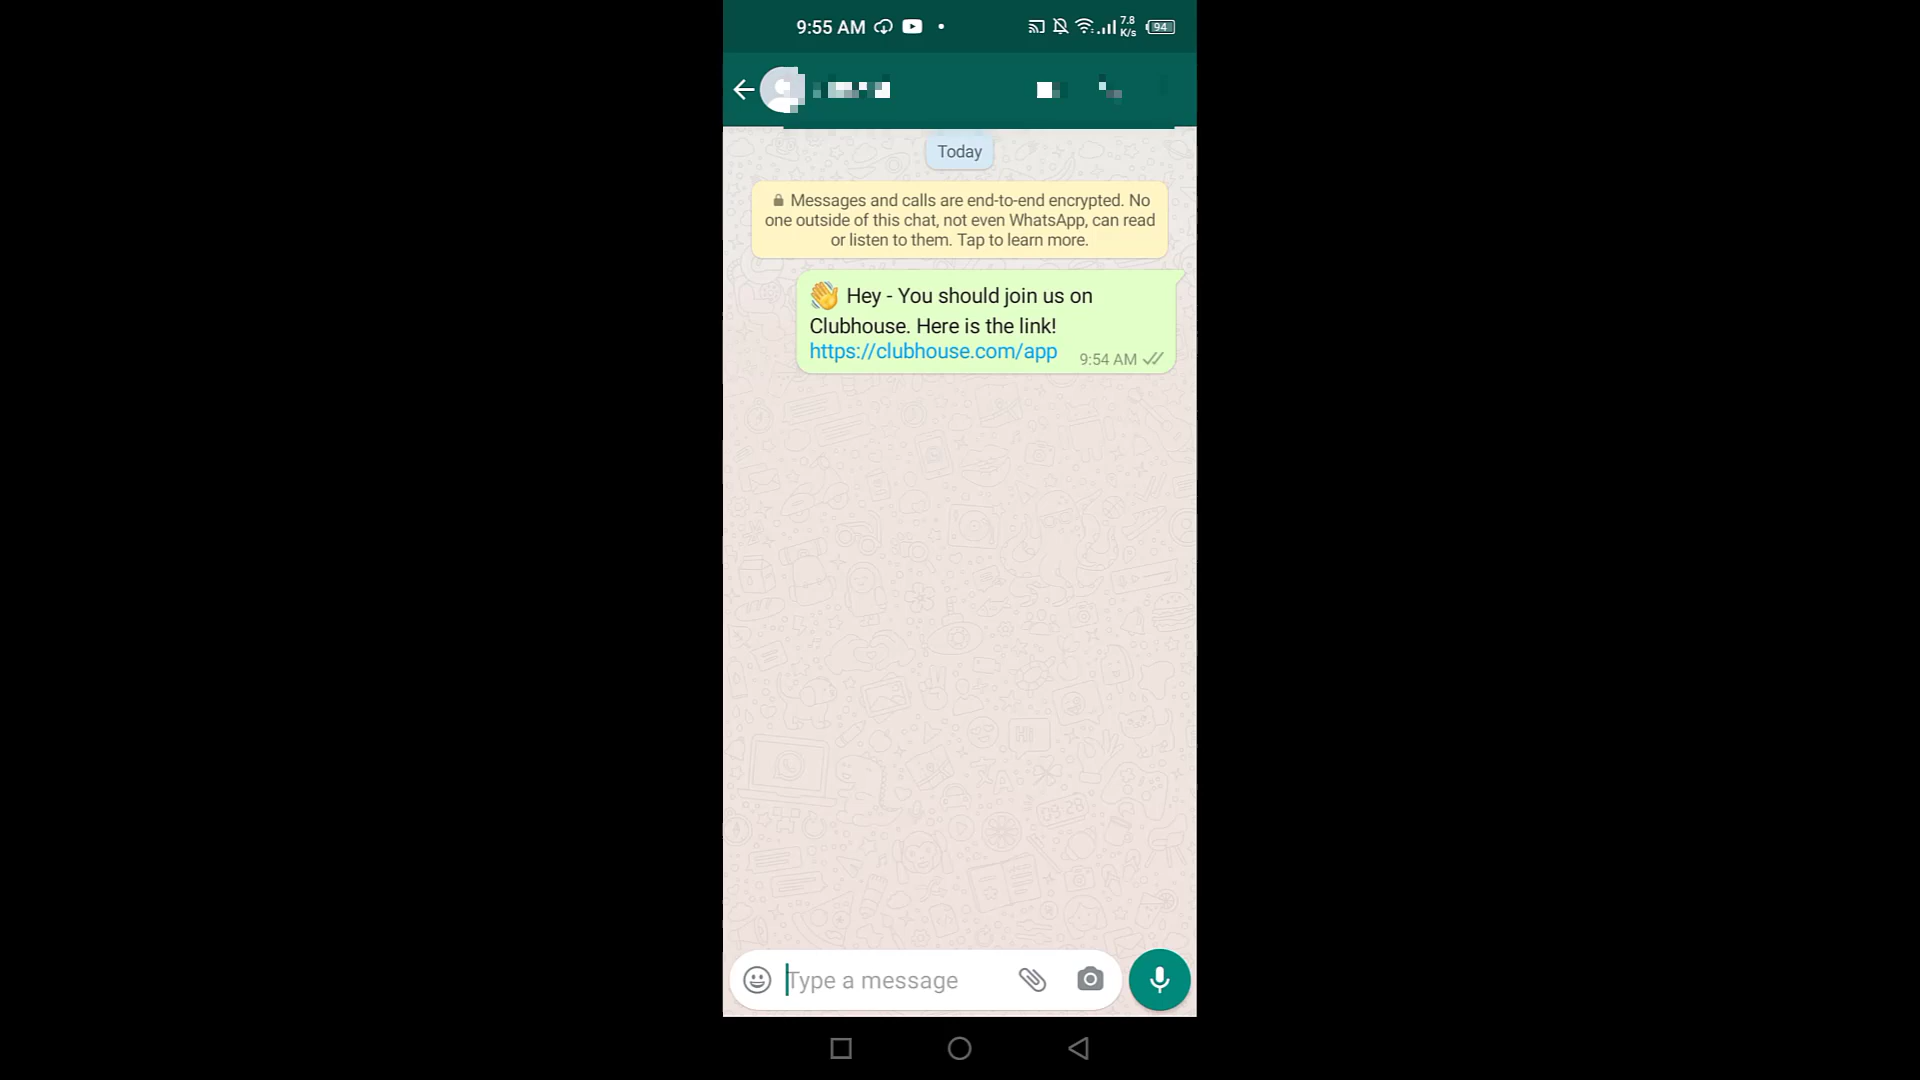 9:55 AM
7.8
K/s
94
Today
Messages and calls are end-to-end encrypted. No
one outside of this chat, not even WhatsApp, can read
or listen to them. Tap to learn more.
👋 Hey - You should join us on
Clubhouse. Here is the link!
https://clubhouse.com/app
9:54 AM
Type a message